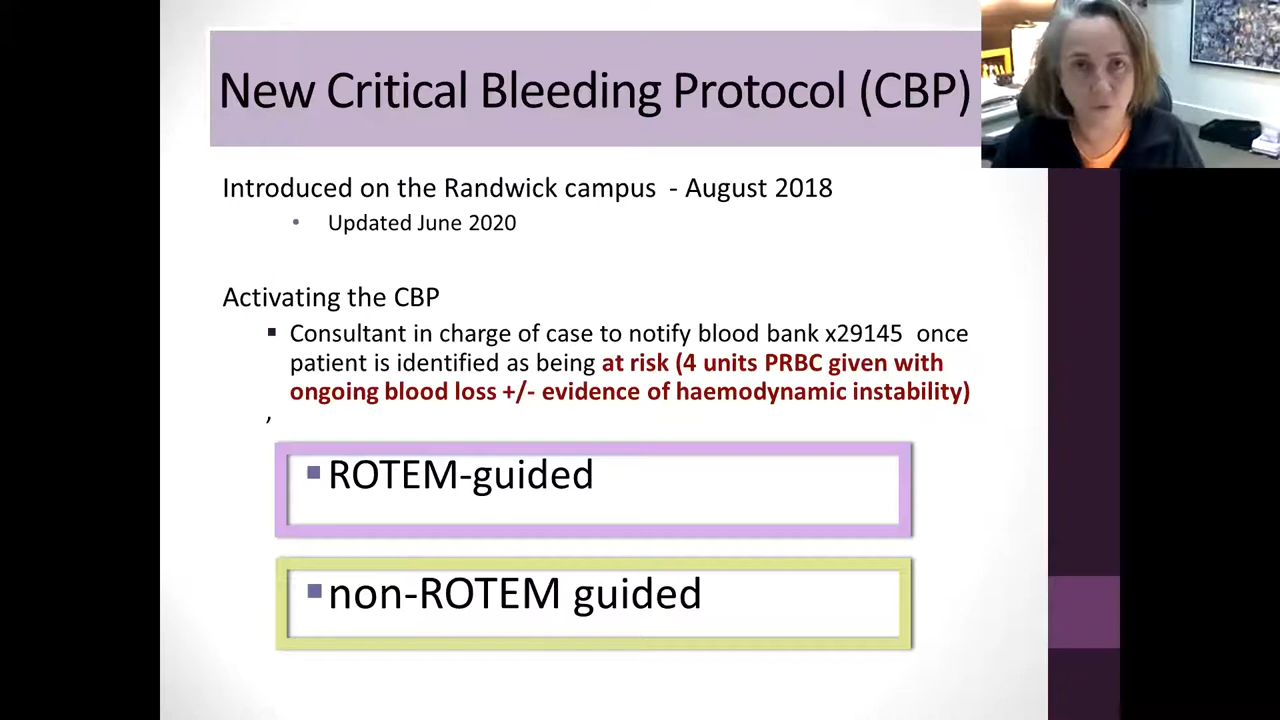 New Critical Bleeding Protocol (CBP)
Introduced on the Randwick campus - August 2018
• Updated June 2020
Activating the CBP
▪ Consultant in charge of case to notify blood bank x29145 once
patient is identified as being at risk (4 units PRBC given with
ongoing blood loss +/- evidence of haemodynamic instability)
,
▪ROTEM-guided
▪non-ROTEM guided